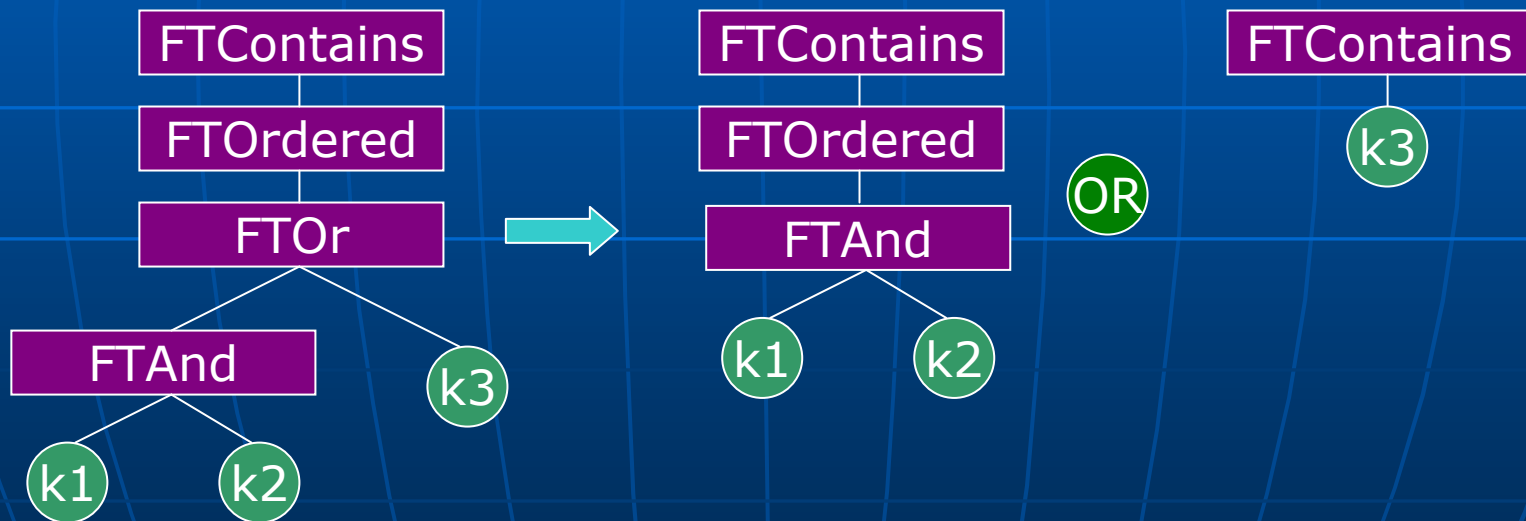 FTContains
FTOrdered
FTOr
FTAnd
k3
k1
k2
FTContains
FTOrdered
FTAnd
k1
k2
OR
FTContains
k3